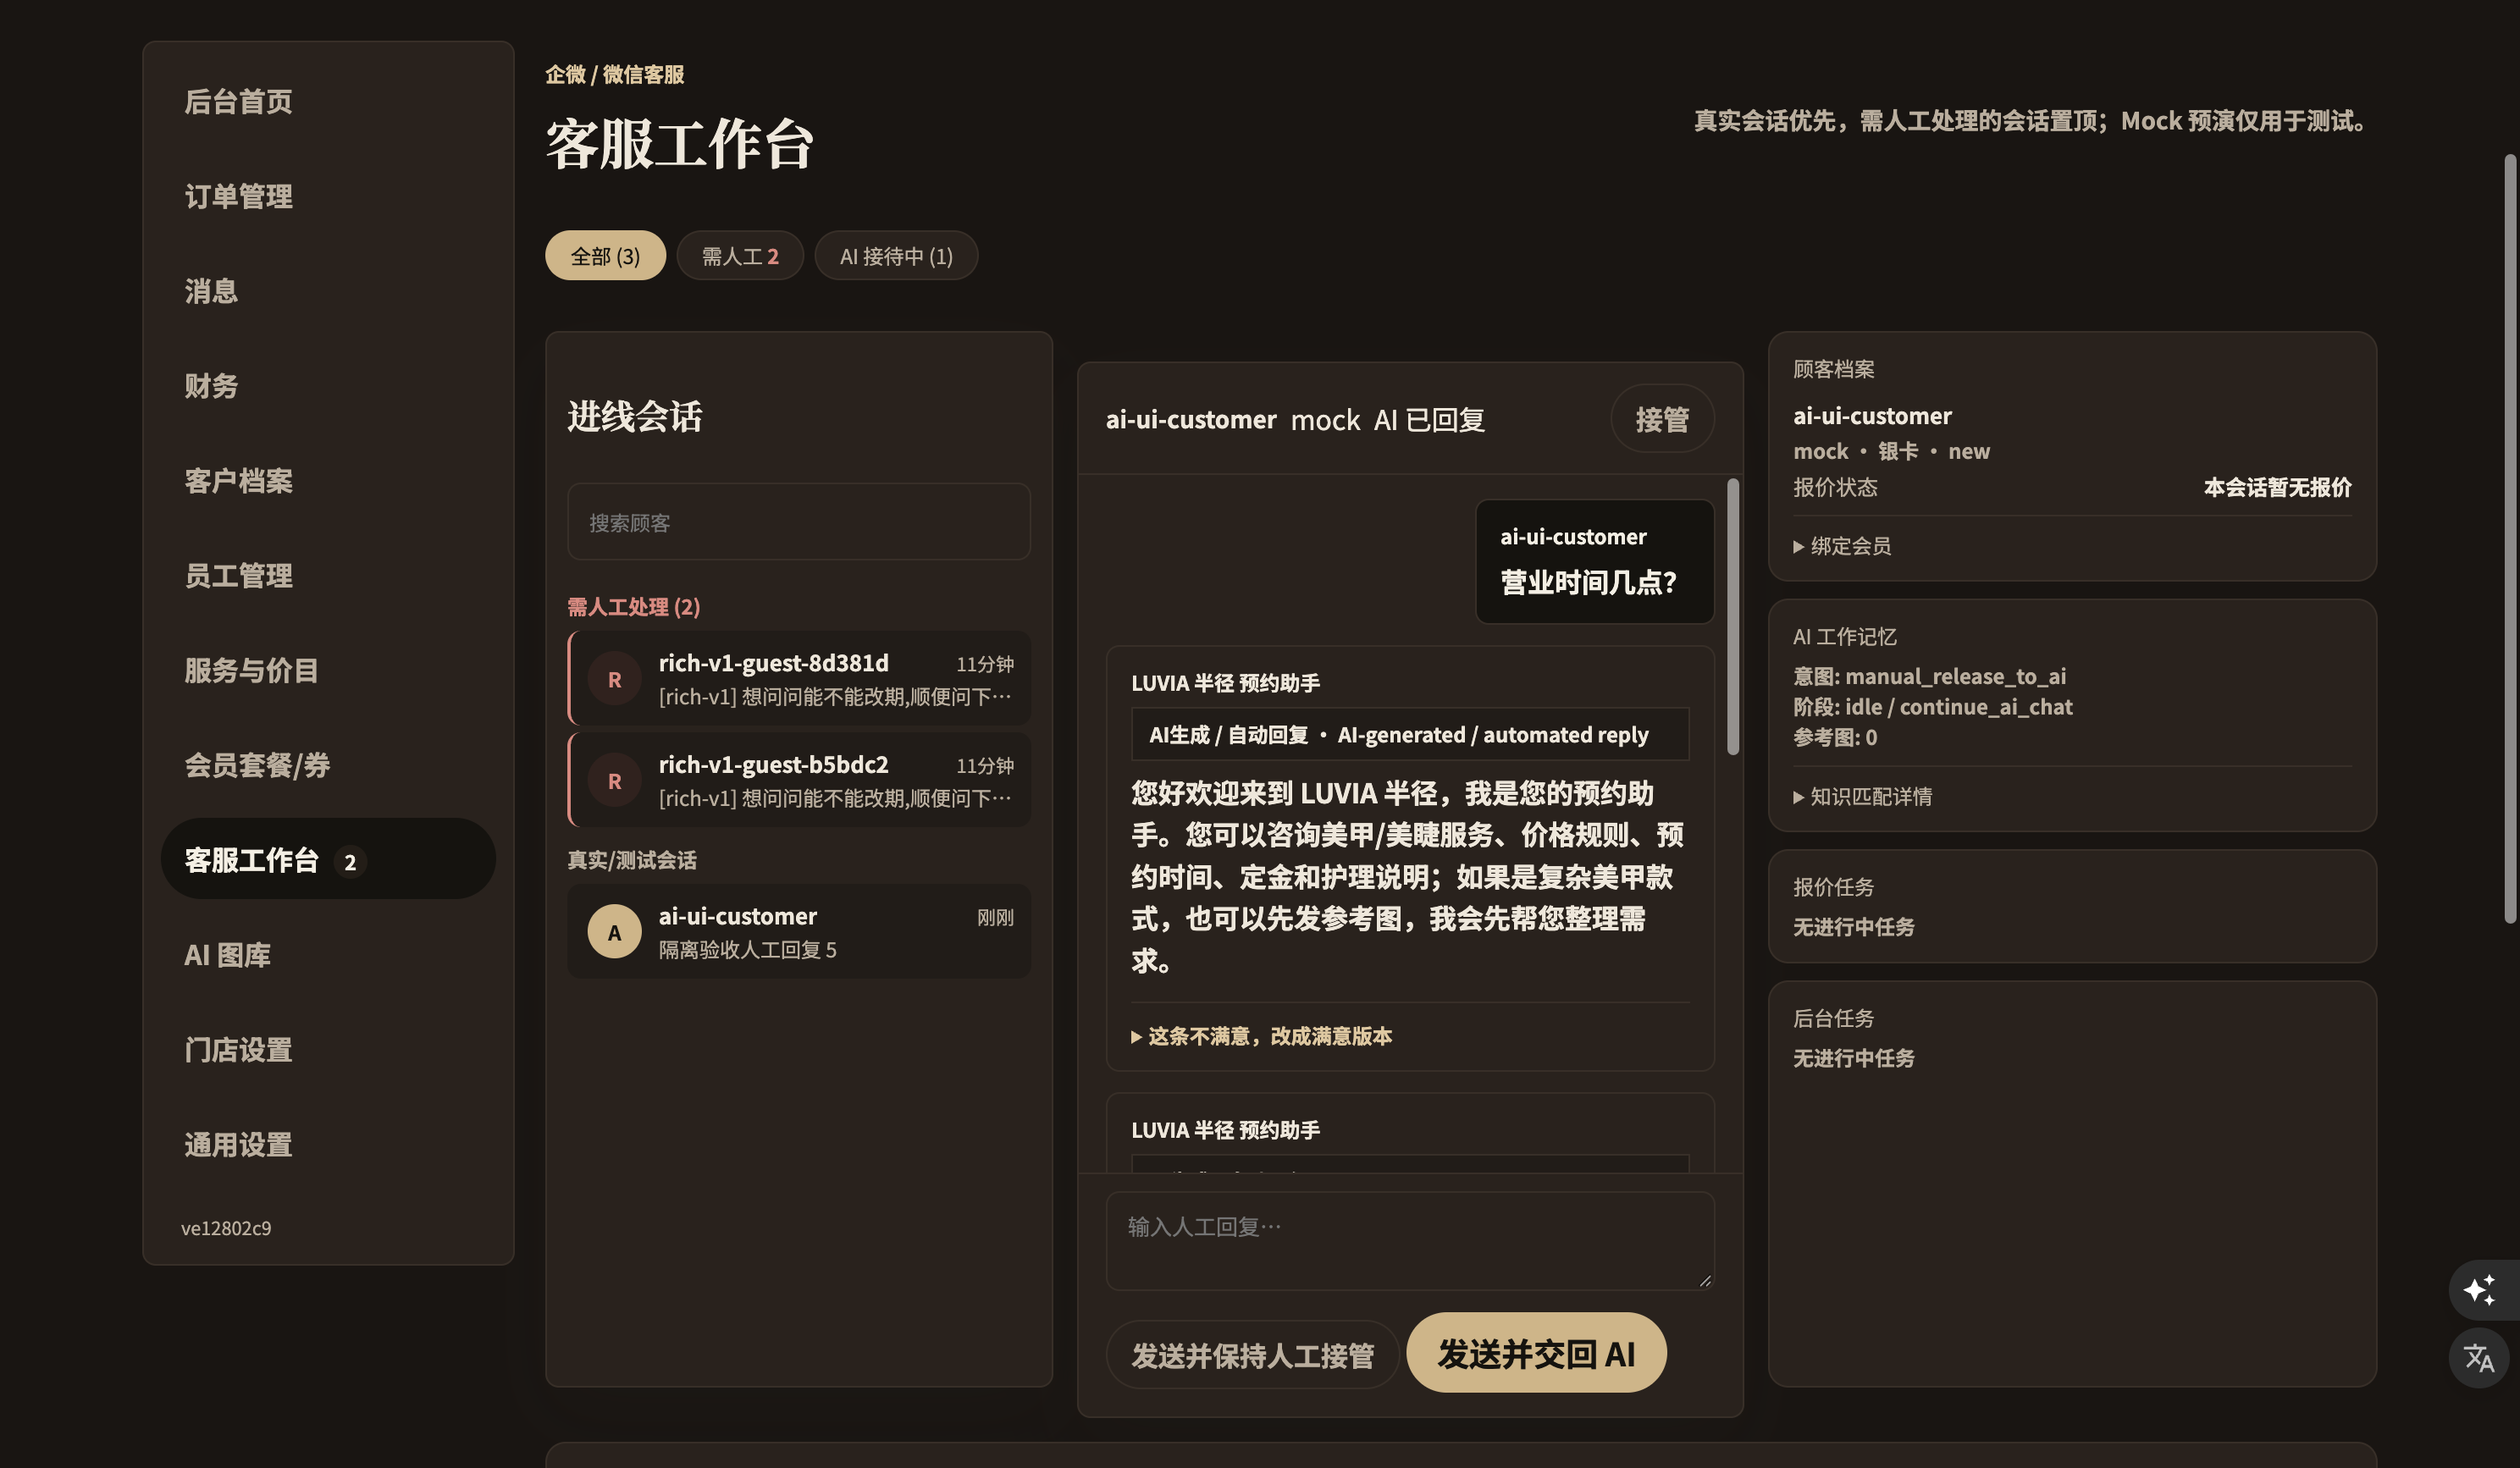 后台首页
订单管理
消息
财务
客户档案
员工管理
服务与价目
会员套餐/券
客服工作台 2
AI 图库
门店设置
通用设置
ve12802c9
企微 / 微信客服
客服工作台
真实会话优先，需人工处理的会话置顶；Mock 预演仅用于测试。
全部 (3)
需人工 2
AI 接待中 (1)
进线会话
搜索顾客
需人工处理 (2)
R
rich-v1-guest-8d381d 11分钟
[rich-v1] 想问问能不能改期,顺便问下…
R
rich-v1-guest-b5bdc2 11分钟
[rich-v1] 想问问能不能改期,顺便问下…
真实/测试会话
A
ai-ui-customer 刚刚
隔离验收人工回复 5
ai-ui-customer mock AI 已回复 接管
ai-ui-customer
营业时间几点?
LUVIA 半径 预约助手
AI生成 / 自动回复 · AI-generated / automated reply
您好欢迎来到 LUVIA 半径，我是您的预约助
手。您可以咨询美甲/美睫服务、价格规则、预
约时间、定金和护理说明；如果是复杂美甲款
式，也可以先发参考图，我会先帮您整理需
求。
▶ 这条不满意，改成满意版本
LUVIA 半径 预约助手
输入人工回复…
发送并保持人工接管
发送并交回 AI
顾客档案
ai-ui-customer
mock · 银卡 · new
报价状态 本会话暂无报价
▶ 绑定会员
AI 工作记忆
意图: manual_release_to_ai
阶段: idle / continue_ai_chat
参考图: 0
▶ 知识匹配详情
报价任务
无进行中任务
后台任务
无进行中任务